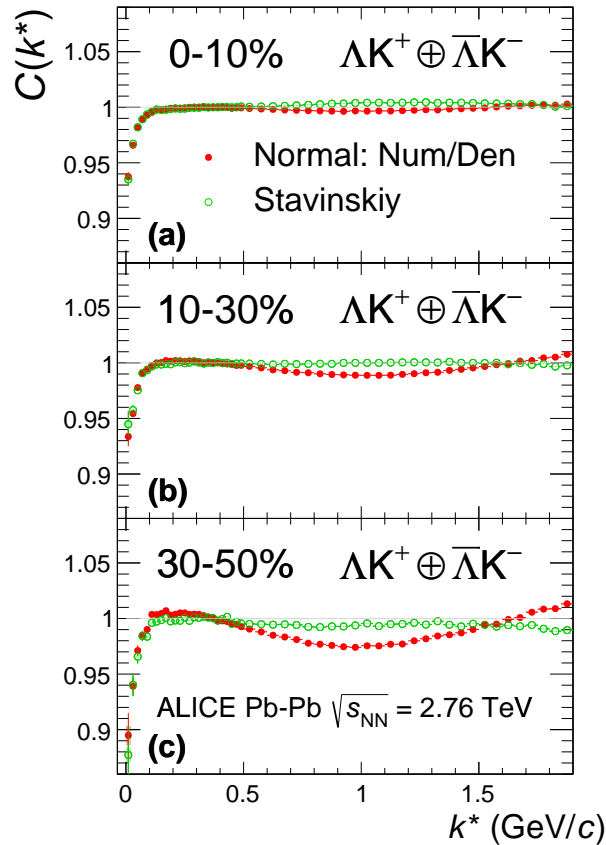 C(k*)
0-10% ΛK⁺ ⊕ Λ̅K⁻
1.05
1
0.95
0.9
Normal: Num/Den
Stavinskiy
(a)
10-30% ΛK⁺ ⊕ Λ̅K⁻
1.05
1
0.95
0.9
(b)
30-50% ΛK⁺ ⊕ Λ̅K⁻
1.05
1
0.95
0.9
ALICE Pb-Pb √s_NN = 2.76 TeV
(c)
0 0.5 1 1.5
k* (GeV/c)